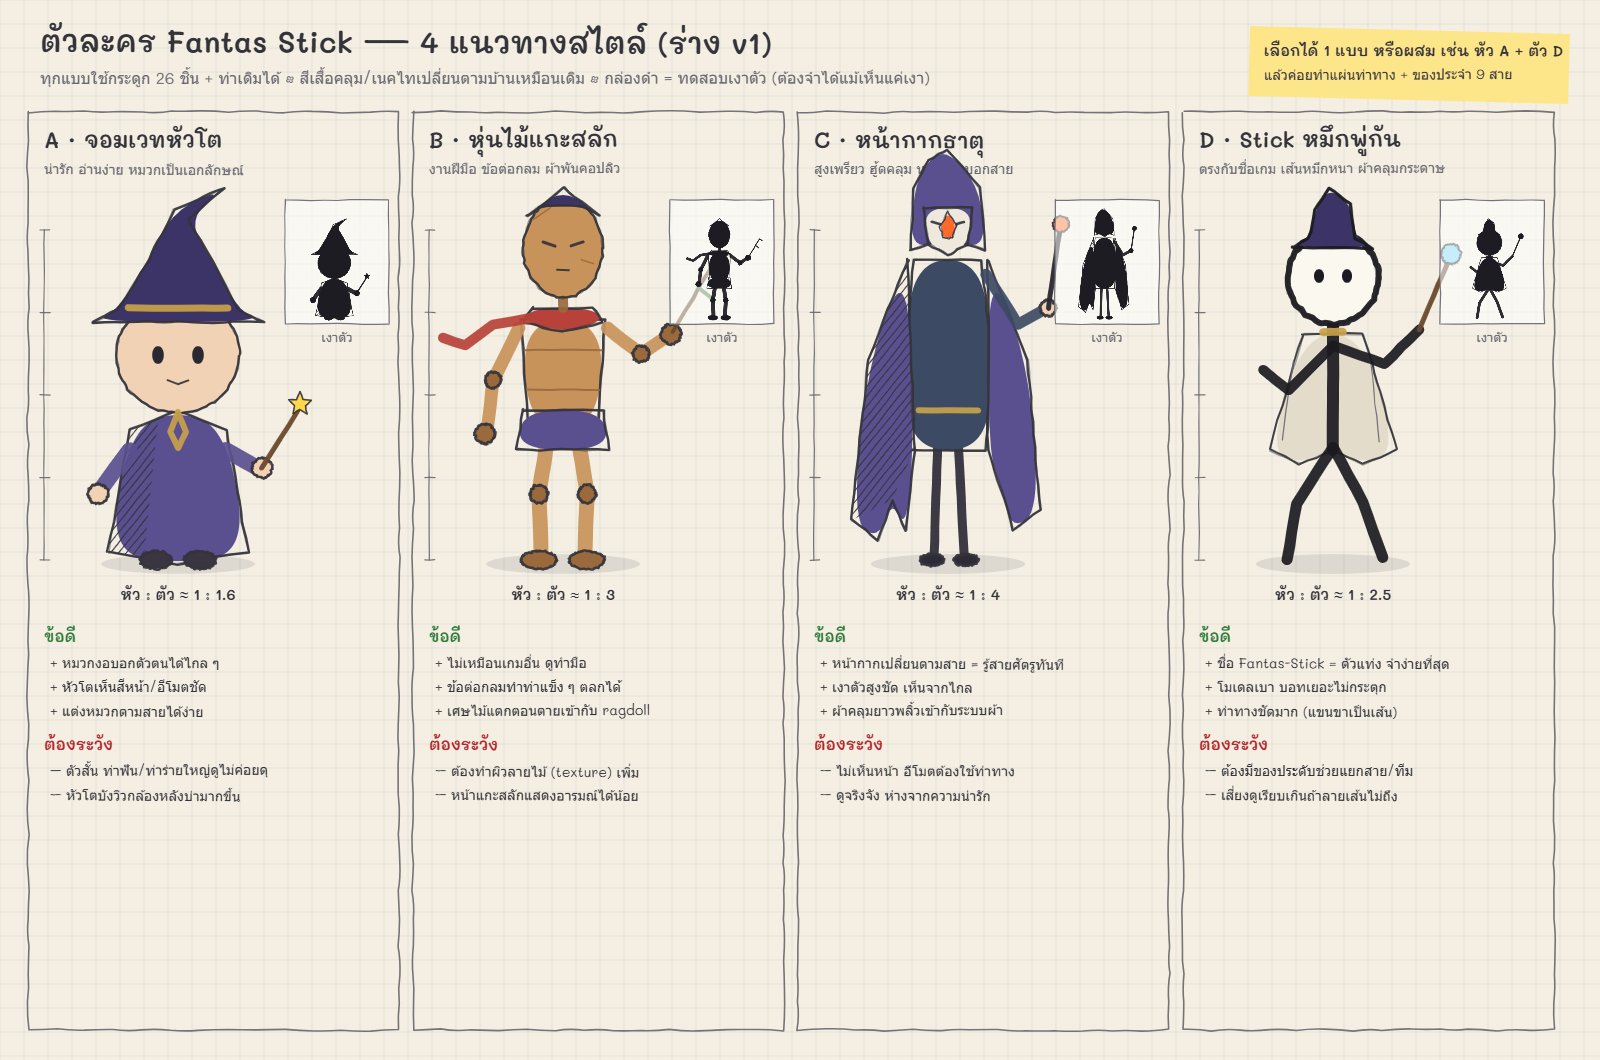 ตัวละคร Fantas Stick — 4 แนวทางสไตล์ (ร่าง v1)
ทุกแบบใช้กระดูก 26 ชิ้น + ท่าเดิมได้ สีเสื้อคลุม/เนคไทเปลี่ยนตามบ้านเหมือนเดิม กล่องดำ = ทดสอบเงาตัว (ต้องจำได้แม้เห็นแค่เงา)
เลือกได้ 1 แบบ หรือผสม เช่น หัว A + ตัว D
แล้วค่อยทำแผ่นท่าทาง + ของประจำ 9 สาย
A · จอมเวทหัวโต
น่ารัก อ่านง่าย หมวกเป็นเอกลักษณ์
เงาตัว
หัว : ตัว ≈ 1 : 1.6
ข้อดี
+ หมวกงอบอกตัวตนได้ไกล ๆ
+ หัวโตเห็นสีหน้า/อีโมตชัด
+ แต่งหมวกตามสายได้ง่าย
ต้องระวัง
— ตัวสั้น ท่าฟัน/ท่าร่ายใหญ่ดูไม่ค่อยดุ
— หัวโตบังวิวกล้องหลังบ่ามากขึ้น
B · หุ่นไม้แกะสลัก
งานฝีมือ ข้อต่อกลม ผ้าพันคอปลิว
เงาตัว
หัว : ตัว ≈ 1 : 3
ข้อดี
+ ไม่เหมือนเกมอื่น ดูทำมือ
+ ข้อต่อกลมทำท่าแข็ง ๆ ตลกได้
+ เศษไม้แตกตอนตายเข้ากับ ragdoll
ต้องระวัง
— ต้องทำผิวลายไม้ (texture) เพิ่ม
— หน้าแกะสลักแสดงอารมณ์ได้น้อย
C · หน้ากากธาตุ
สูงเพรียว ฮู้ดคลุม บอกสาย
เงาตัว
หัว : ตัว ≈ 1 : 4
ข้อดี
+ หน้ากากเปลี่ยนตามสาย = รู้สายศัตรูทันที
+ เงาตัวสูงชัด เห็นจากไกล
+ ผ้าคลุมยาวพลิ้วเข้ากับระบบผ้า
ต้องระวัง
— ไม่เห็นหน้า อีโมตต้องใช้ท่าทาง
— ดูจริงจัง ห่างจากความน่ารัก
D · Stick หมึกพู่กัน
ตรงกับชื่อเกม เส้นหมึกหนา ผ้าคลุมกระดาษ
เงาตัว
หัว : ตัว ≈ 1 : 2.5
ข้อดี
+ ชื่อ Fantas-Stick = ตัวแท่ง จำง่ายที่สุด
+ โมเดลเบา บอทเยอะไม่กระตุก
+ ท่าทางชัดมาก (แขนขาเป็นเส้น)
ต้องระวัง
— ต้องมีของประดับช่วยแยกสาย/ทีม
— เสี่ยงดูเรียบเกินถ้าลายเส้นไม่ถึง